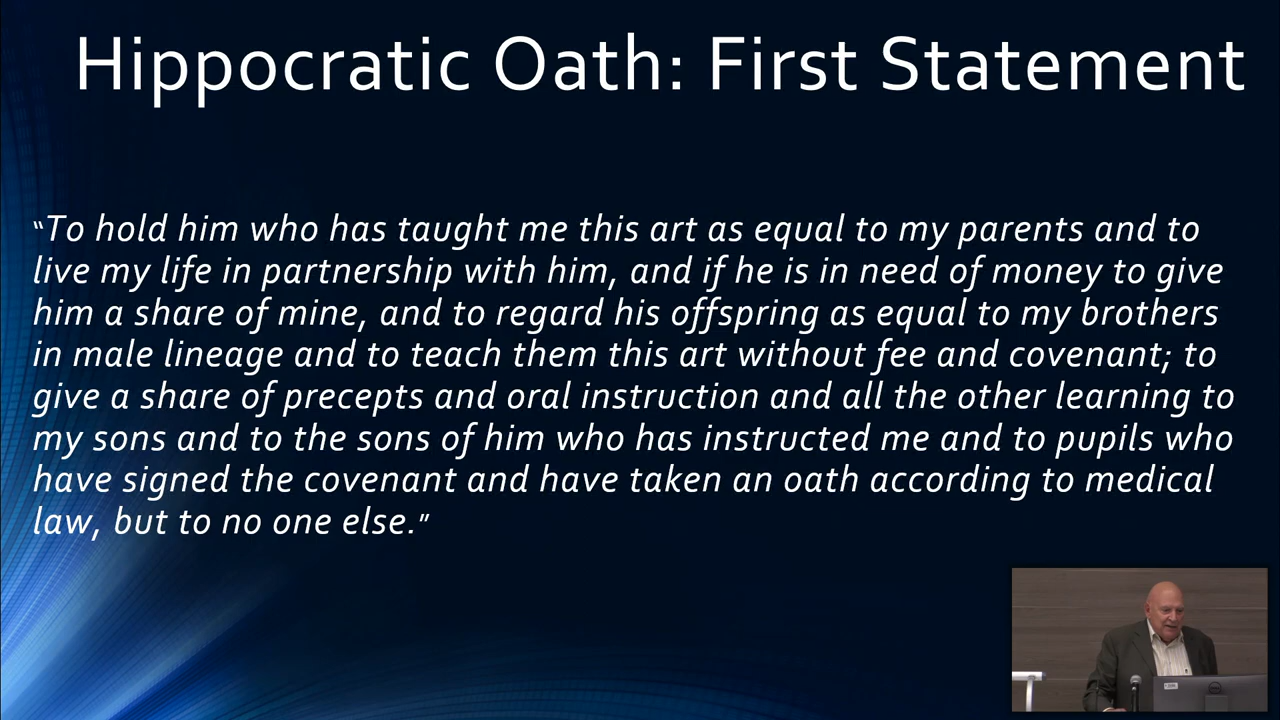 Hippocratic Oath: First Statement
“To hold him who has taught me this art as equal to my parents and to
live my life in partnership with him, and if he is in need of money to give
him a share of mine, and to regard his offspring as equal to my brothers
in male lineage and to teach them this art without fee and covenant; to
give a share of precepts and oral instruction and all the other learning to
my sons and to the sons of him who has instructed me and to pupils who
have signed the covenant and have taken an oath according to medical
law, but to no one else.”